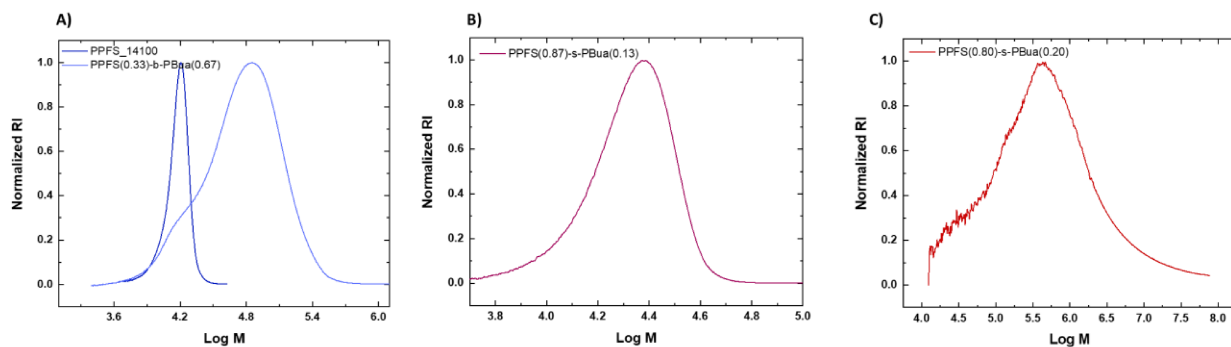 A)
PPFS_14100
PPFS(0.33)-b-PBua(0.67)
1.0
0.8
0.6
0.4
0.2
0.0
Normalized RI
3.6 4.2 4.8 5.4 6.0
Log M
B)
PPFS(0.87)-s-PBua(0.13)
1.0
0.8
0.6
0.4
0.2
0.0
Normalized RI
3.8 4.0 4.2 4.4 4.6 4.8 5.0
Log M
C)
PPFS(0.80)-s-PBua(0.20)
1.0
0.8
0.6
0.4
0.2
0.0
Normalized RI
4.0 4.5 5.0 5.5 6.0 6.5 7.0 7.5 8.0
Log M